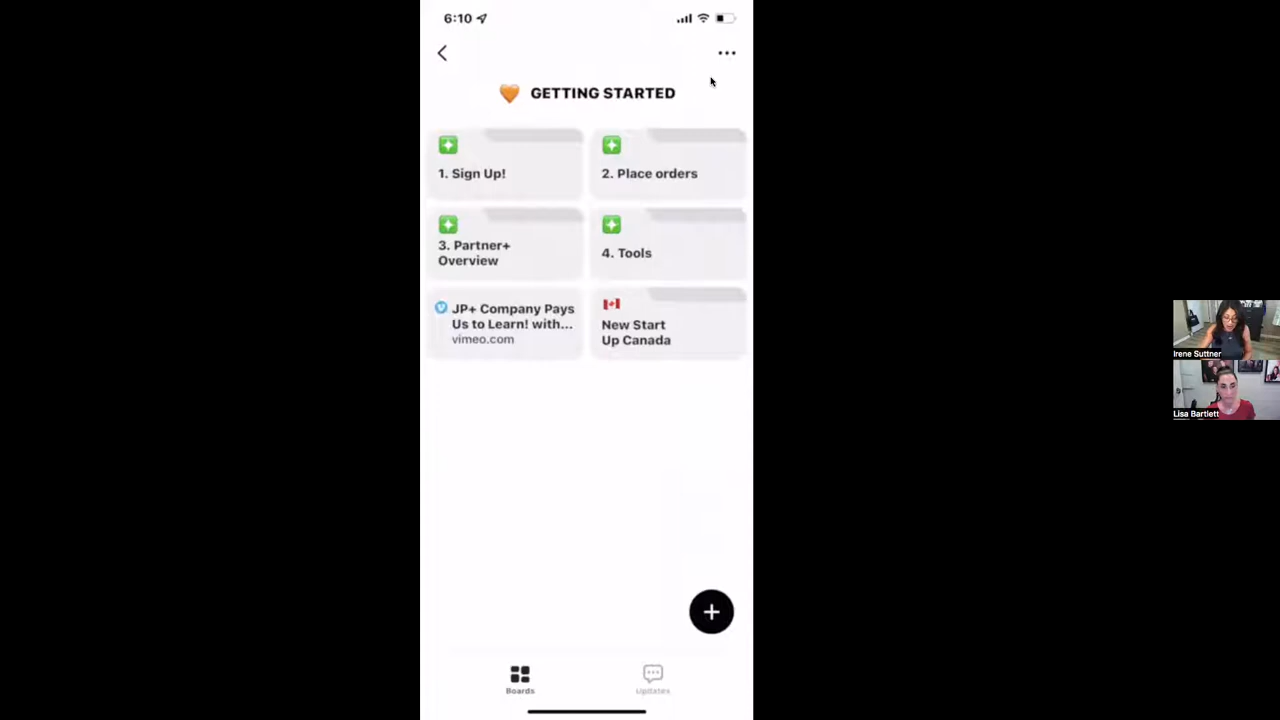 6:10
GETTING STARTED
1. Sign Up!
2. Place orders
3. Partner+
Overview
4. Tools
JP+ Company Pays
Us to Learn! with...
vimeo.com
New Start
Up Canada
Boards
Updates
Irene Suttner
Lisa Bartlett